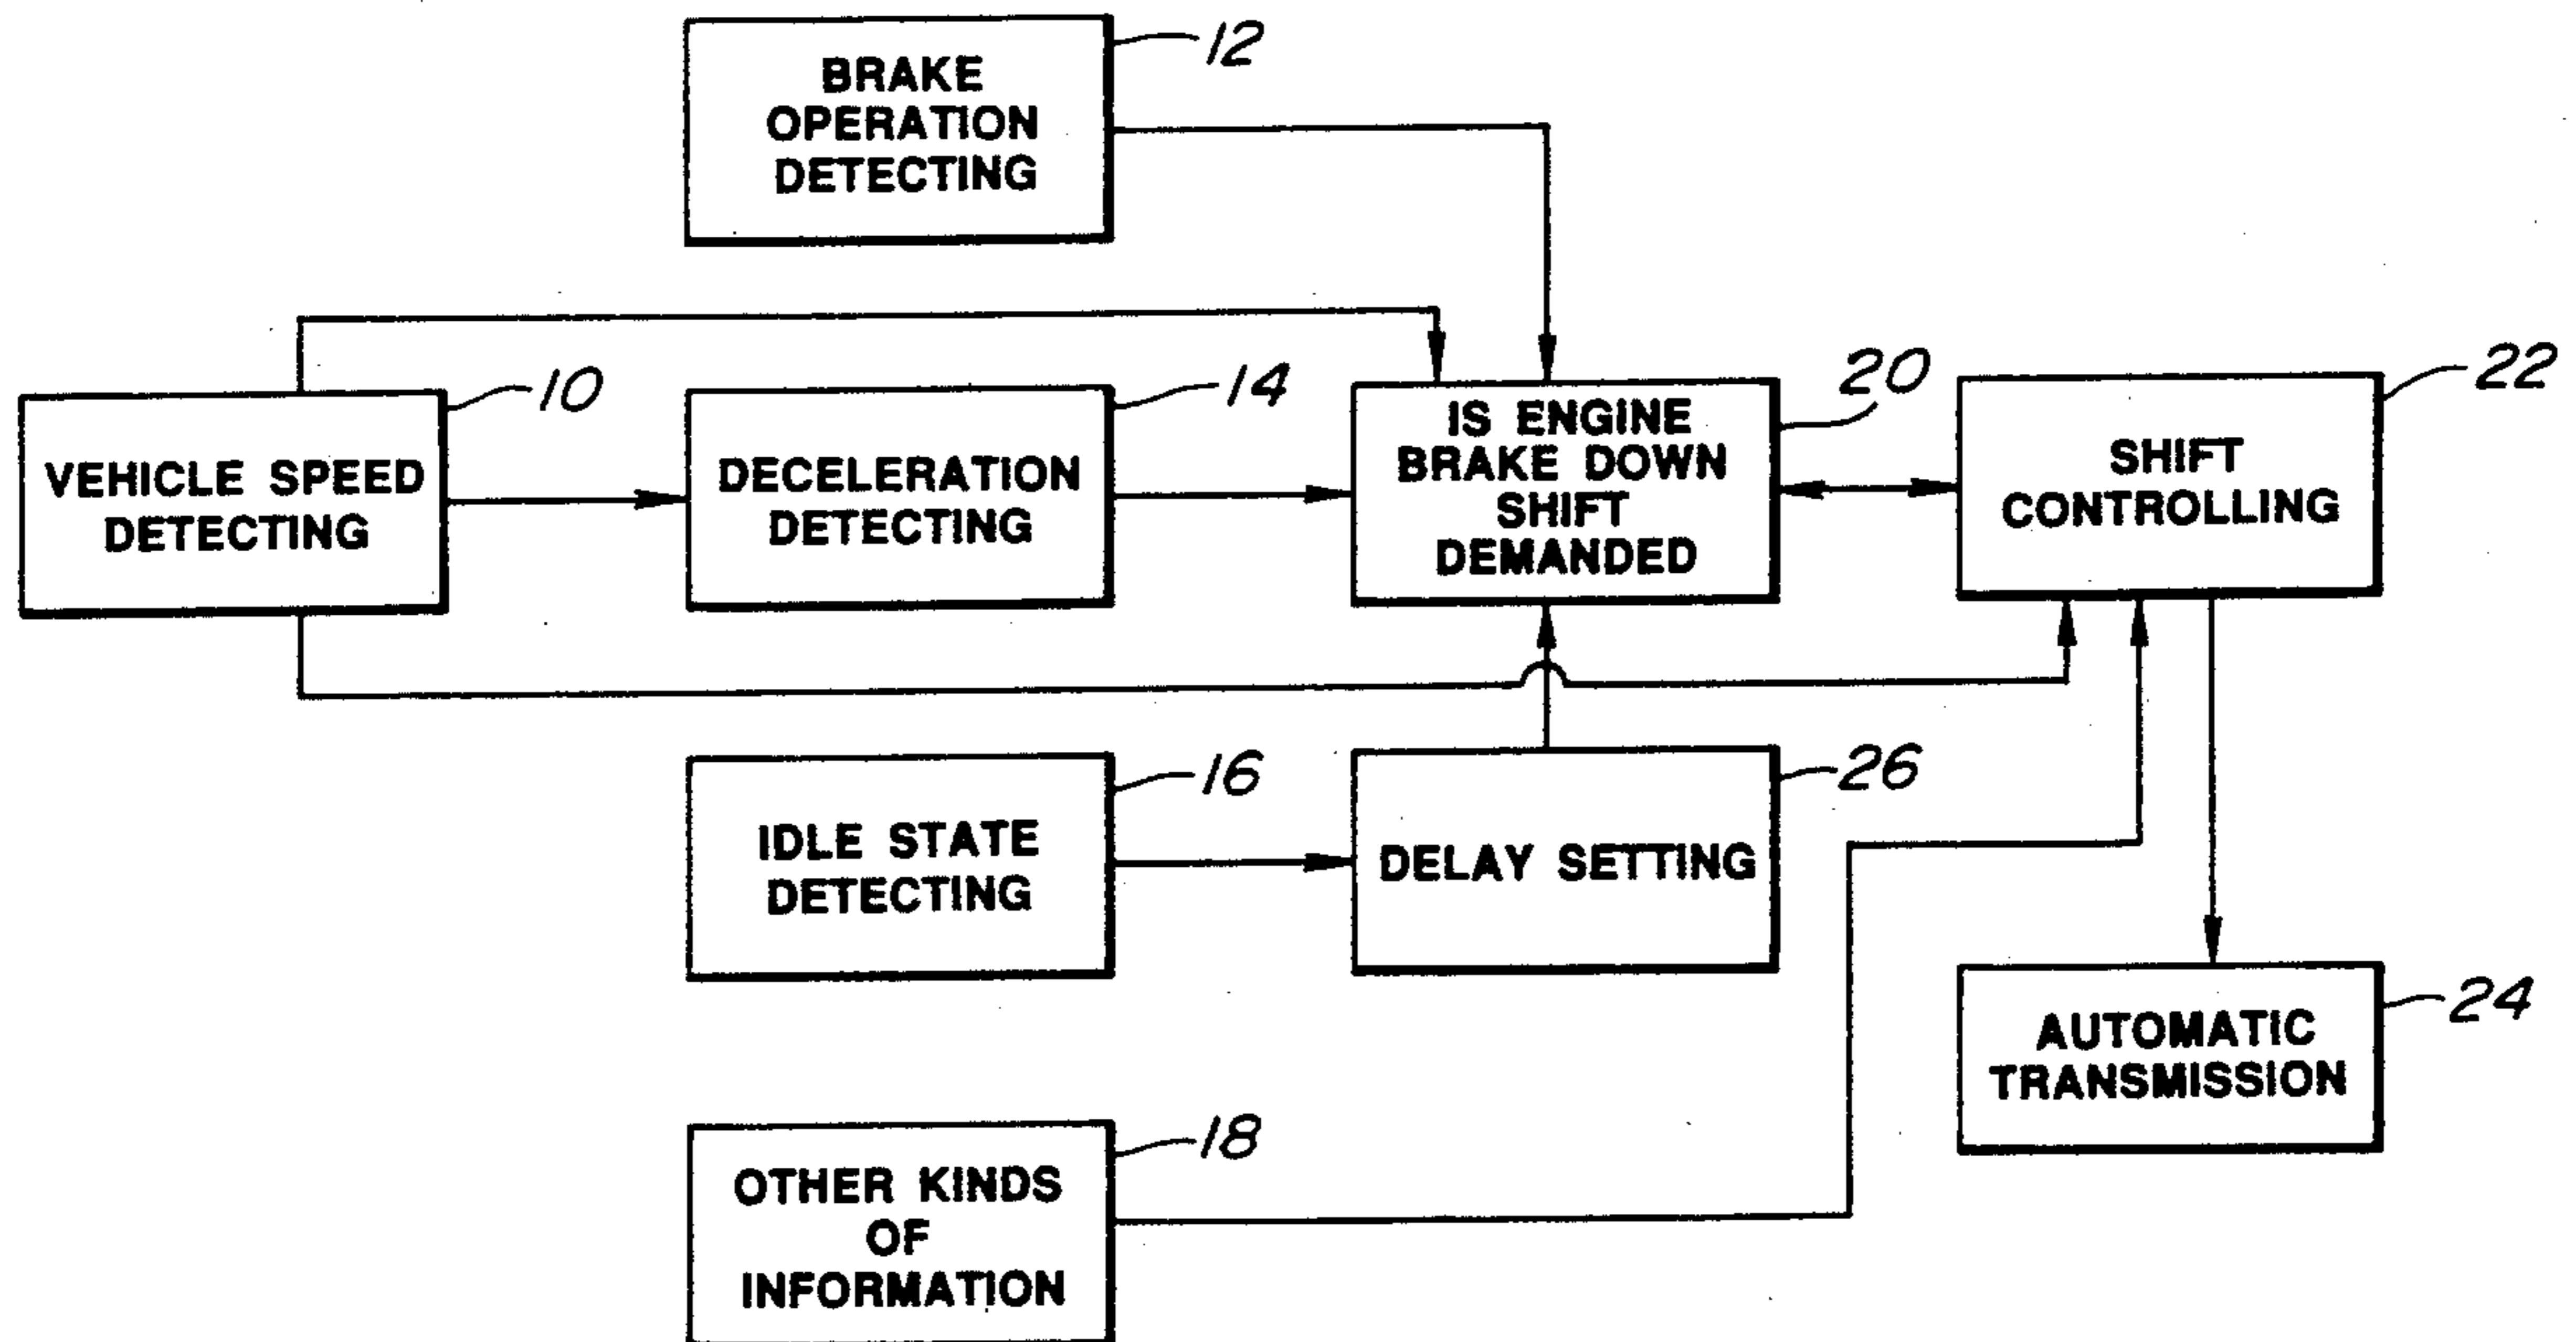 BRAKE
OPERATION
DETECTING
12
VEHICLE SPEED
DETECTING
10
DECELERATION
DETECTING
14
IS ENGINE
BRAKE DOWN
SHIFT
DEMANDED
20
SHIFT
CONTROLLING
22
IDLE STATE
DETECTING
16
DELAY SETTING
26
AUTOMATIC
TRANSMISSION
24
OTHER KINDS
OF
INFORMATION
18